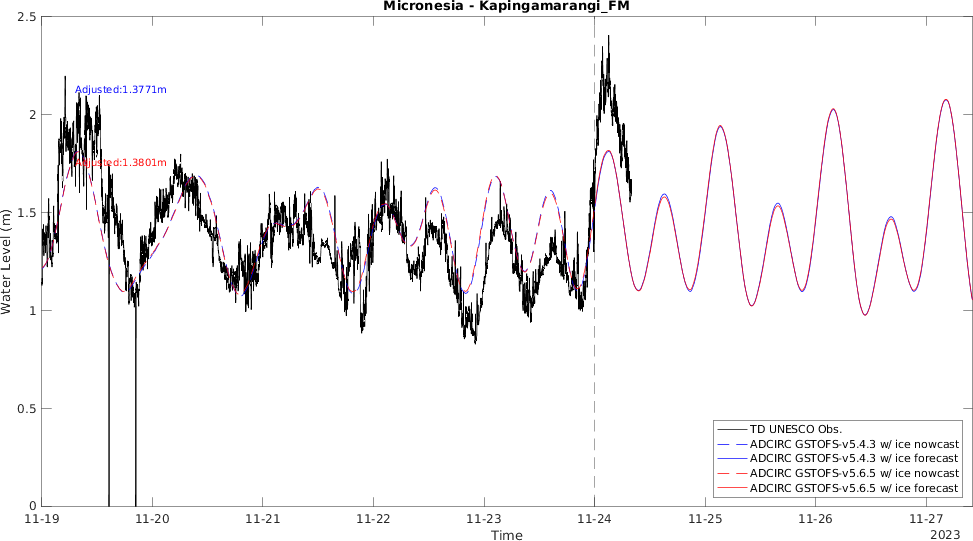 Micronesia - Kapingamarangi_FM
2.5
2
1.5
1
0.5
0
Water Level (m)
Adjusted:1.3771m
Adjusted:1.3801m
TD UNESCO Obs.
ADCIRC GSTOFS-v5.4.3 w/ ice nowcast
ADCIRC GSTOFS-v5.4.3 w/ ice forecast
ADCIRC GSTOFS-v5.6.5 w/ ice nowcast
ADCIRC GSTOFS-v5.6.5 w/ ice forecast
11-19 11-20 11-21 11-22 11-23 11-24 11-25 11-26 11-27
Time
2023